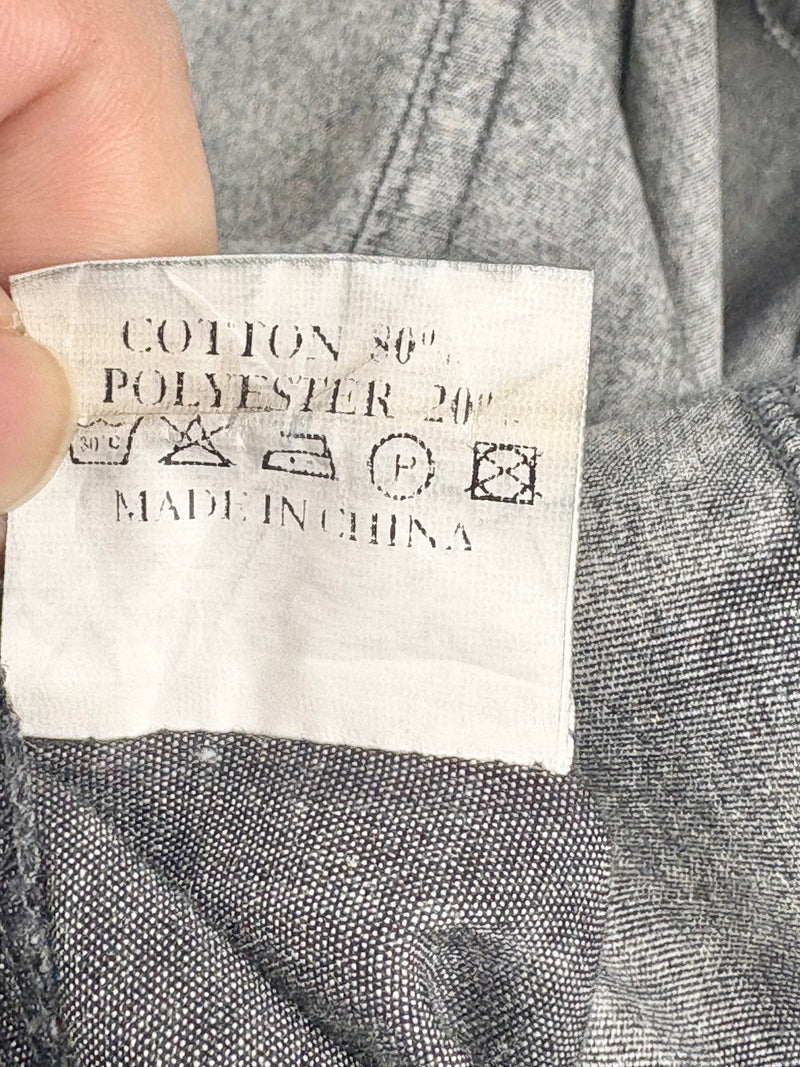 COTTON 80%
POLYESTER 20%
30°C P
MADE IN CHINA